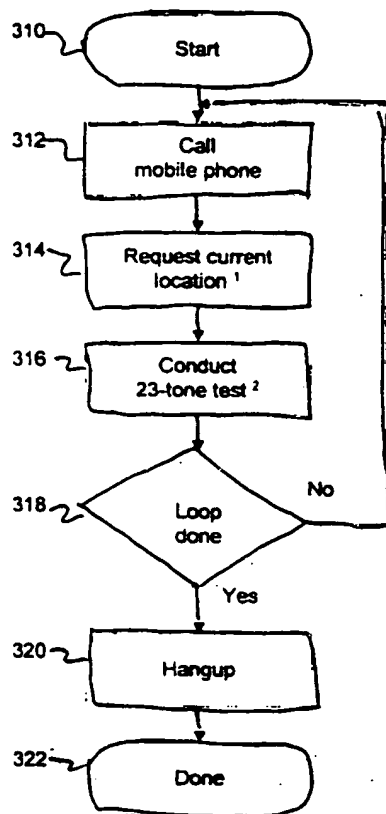 310
Start
312
Call
mobile phone
314
Request current
location 1
316
Conduct
23-tone test 2
318
Loop
done
No
Yes
320
Hangup
322
Done